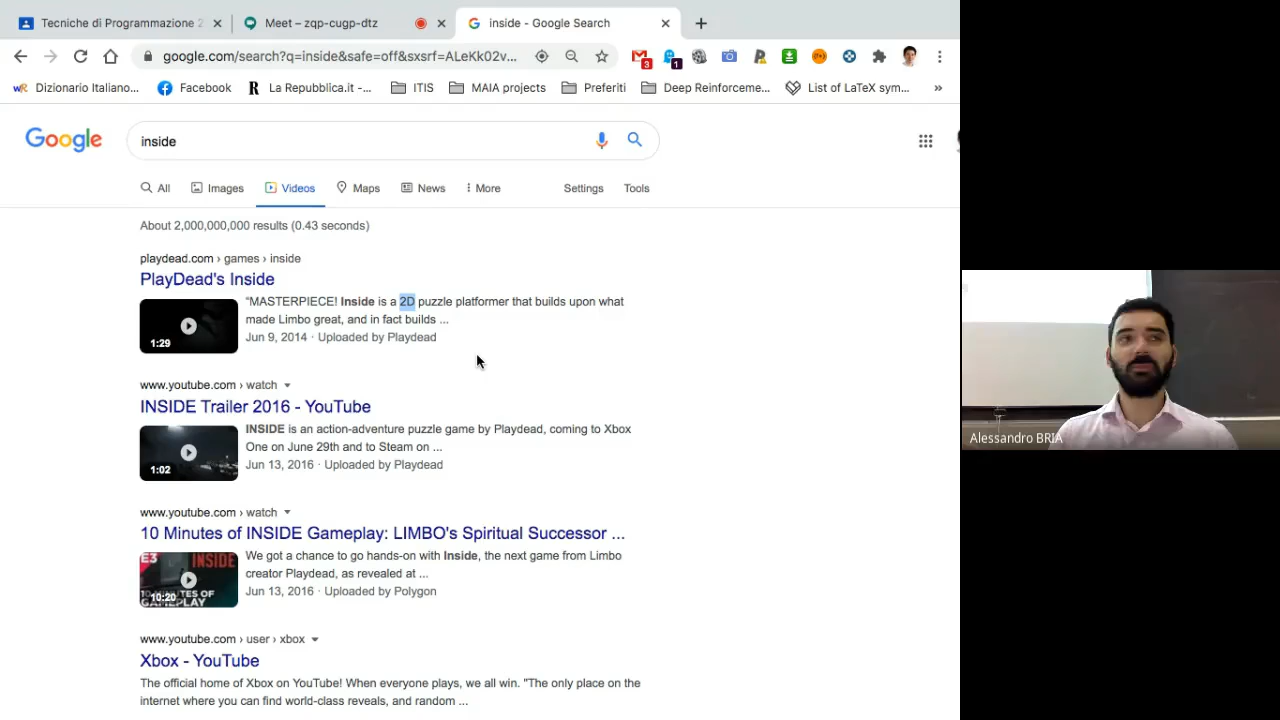 Tecniche di Programmazione 2
Meet – zqp-cugp-dtz
inside - Google Search
google.com/search?q=inside&safe=off&sxsrf=ALeKk02v...
3
1
Dizionario Italiano...
Facebook
La Repubblica.it -...
ITIS
MAIA projects
Preferiti
Deep Reinforceme...
List of LaTeX sym...
»
Google
inside
All
Images
Videos
Maps
News
More
Settings
Tools
About 2,000,000,000 results (0.43 seconds)
playdead.com › games › inside
PlayDead's Inside
"MASTERPIECE! Inside is a 2D puzzle platformer that builds upon what
made Limbo great, and in fact builds ...
1:29
Jun 9, 2014 · Uploaded by Playdead
www.youtube.com › watch
INSIDE Trailer 2016 - YouTube
INSIDE is an action-adventure puzzle game by Playdead, coming to Xbox
One on June 29th and to Steam on ...
1:02
Jun 13, 2016 · Uploaded by Playdead
www.youtube.com › watch
10 Minutes of INSIDE Gameplay: LIMBO's Spiritual Successor ...
E3 INSIDE
10 MINUTES OF
GAMEPLAY
10:20
We got a chance to go hands-on with Inside, the next game from Limbo
creator Playdead, as revealed at ...
Jun 13, 2016 · Uploaded by Polygon
www.youtube.com › user › xbox
Xbox - YouTube
The official home of Xbox on YouTube! When everyone plays, we all win. "The only place on the
internet where you can find world-class reveals, and random ...
Alessandro BRIA